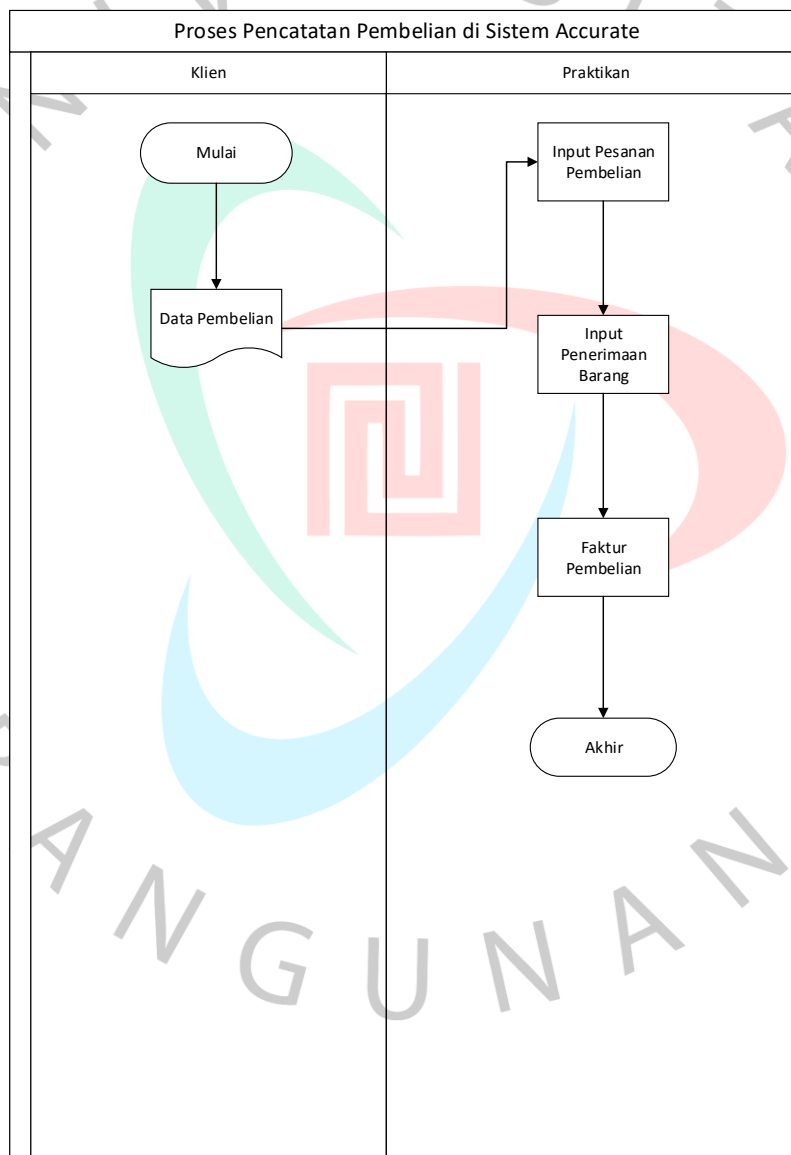 Proses Pencatatan Pembelian di Sistem Accurate
Klien
Praktikan
Mulai
Data Pembelian
Input Pesanan
Pembelian
Input
Penerimaan
Barang
Faktur
Pembelian
Akhir
ANGUNAN